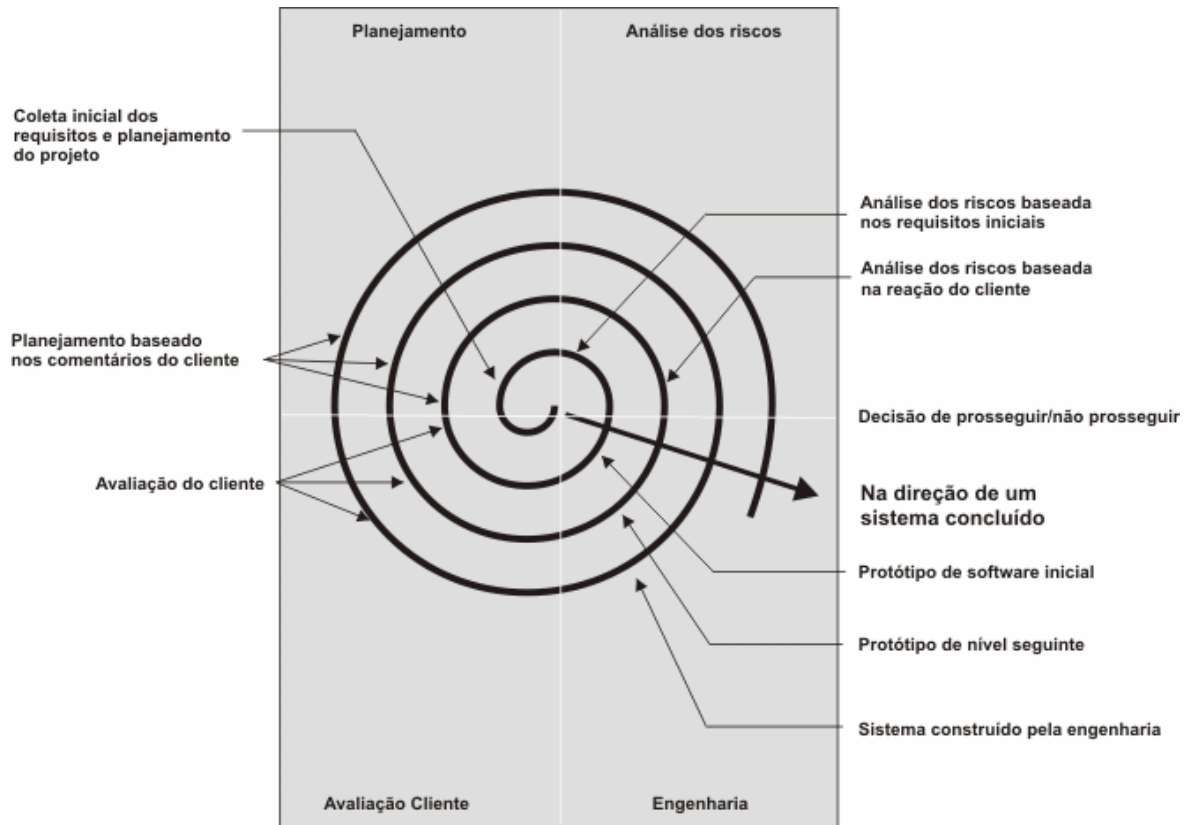 Planejamento
Análise dos riscos
Coleta inicial dos
requisitos e planejamento
do projeto
Análise dos riscos baseada
nos requisitos iniciais
Análise dos riscos baseada
na reação do cliente
Planejamento baseado
nos comentários do cliente
Decisão de prosseguir/não prosseguir
Avaliação do cliente
Na direção de um
sistema concluído
Protótipo de software inicial
Protótipo de nível seguinte
Sistema construído pela engenharia
Avaliação Cliente
Engenharia